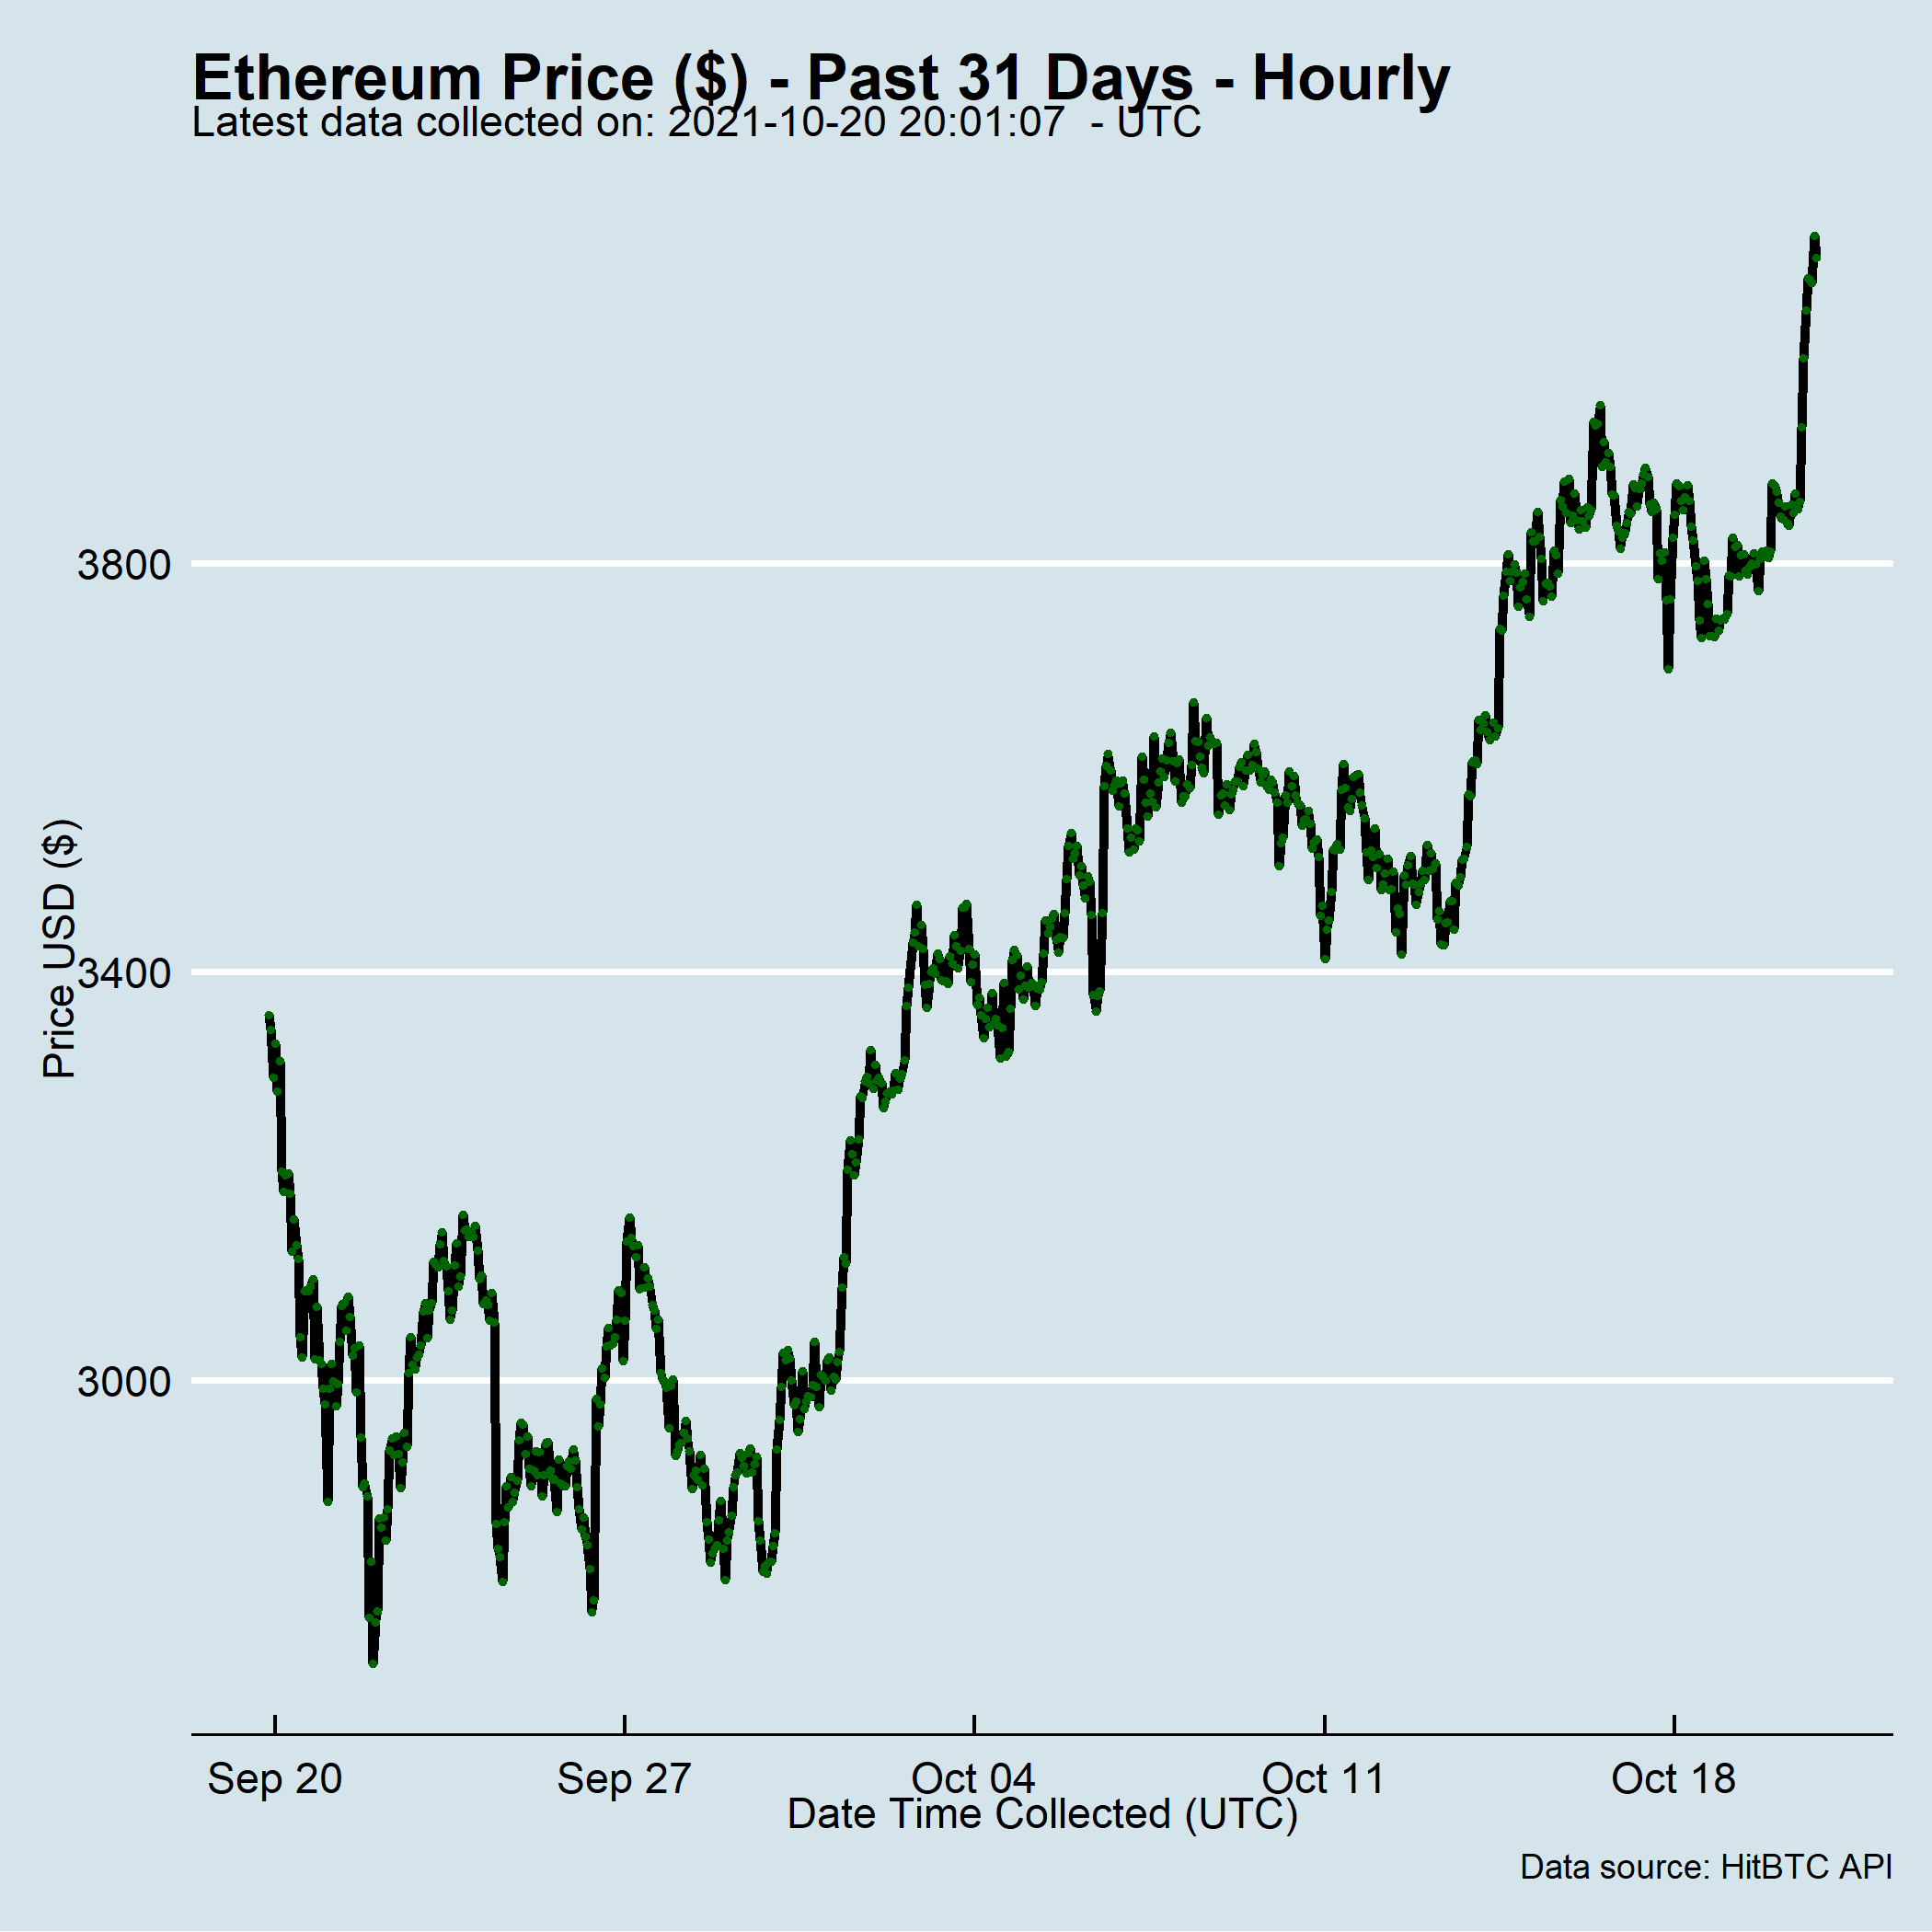 Ethereum Price ($) - Past 31 Days - Hourly
Latest data collected on: 2021-10-20 20:01:07  - UTC
3800
3400
3000
Price USD ($)
Sep 20
Sep 27
Oct 04
Oct 11
Oct 18
Date Time Collected (UTC)
Data source: HitBTC API